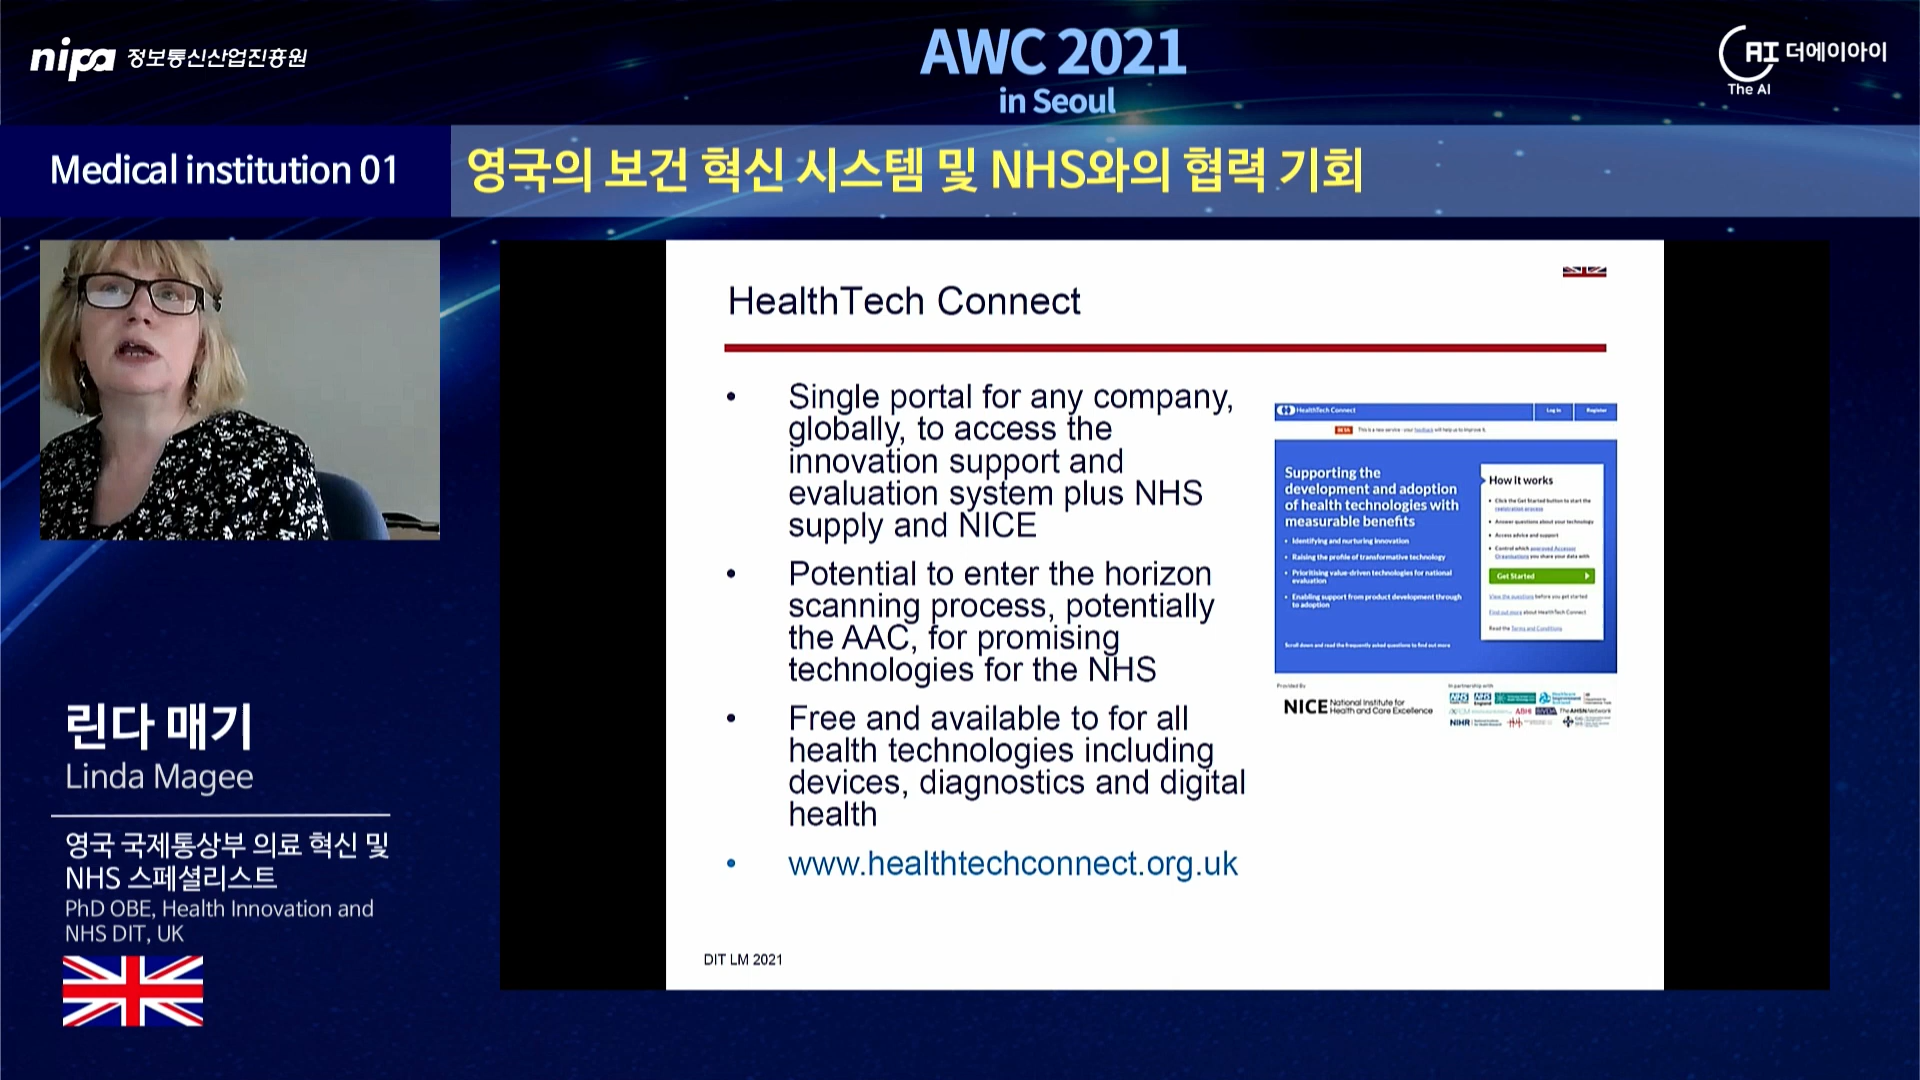 nipa 정보통신산업진흥원
AWC 2021
in Seoul
AI 더에이아이
The AI
Medical institution 01
영국의 보건 혁신 시스템 및 NHS와의 협력 기회
HealthTech Connect
• Single portal for any company,
globally, to access the
innovation support and
evaluation system plus NHS
supply and NICE
• Potential to enter the horizon
scanning process, potentially
the AAC, for promising
technologies for the NHS
• Free and available to for all
health technologies including
devices, diagnostics and digital
health
• www.healthtechconnect.org.uk
DIT LM 2021
HealthTech Connect
Log in
Register
BETA This is a new service - your feedback will help us to improve it.
Supporting the
development and adoption
of health technologies with
measurable benefits
• Identifying and nurturing innovation
• Raising the profile of transformative technology
• Prioritising value-driven technologies for national
evaluation
• Enabling support from product development through
to adoption
Scroll down and read the frequently asked questions to find out more
How it works
• Click the Get Started button to start the
registration process
• Answer questions about your technology
• Access advice and support
• Control which approved Accessor
Organisations you share your data with
Get Started
View the questions before you get started
Find out more about HealthTech Connect
Read the Terms and Conditions
Provided By
NICE National Institute for
Health and Care Excellence
In partnership with
NHS
NHS
England
ABHI
BIVDA
The AHSN Network
NIHR
린다 매기
Linda Magee
영국 국제통상부 의료 혁신 및
NHS 스페셜리스트
PhD OBE, Health Innovation and
NHS DIT, UK